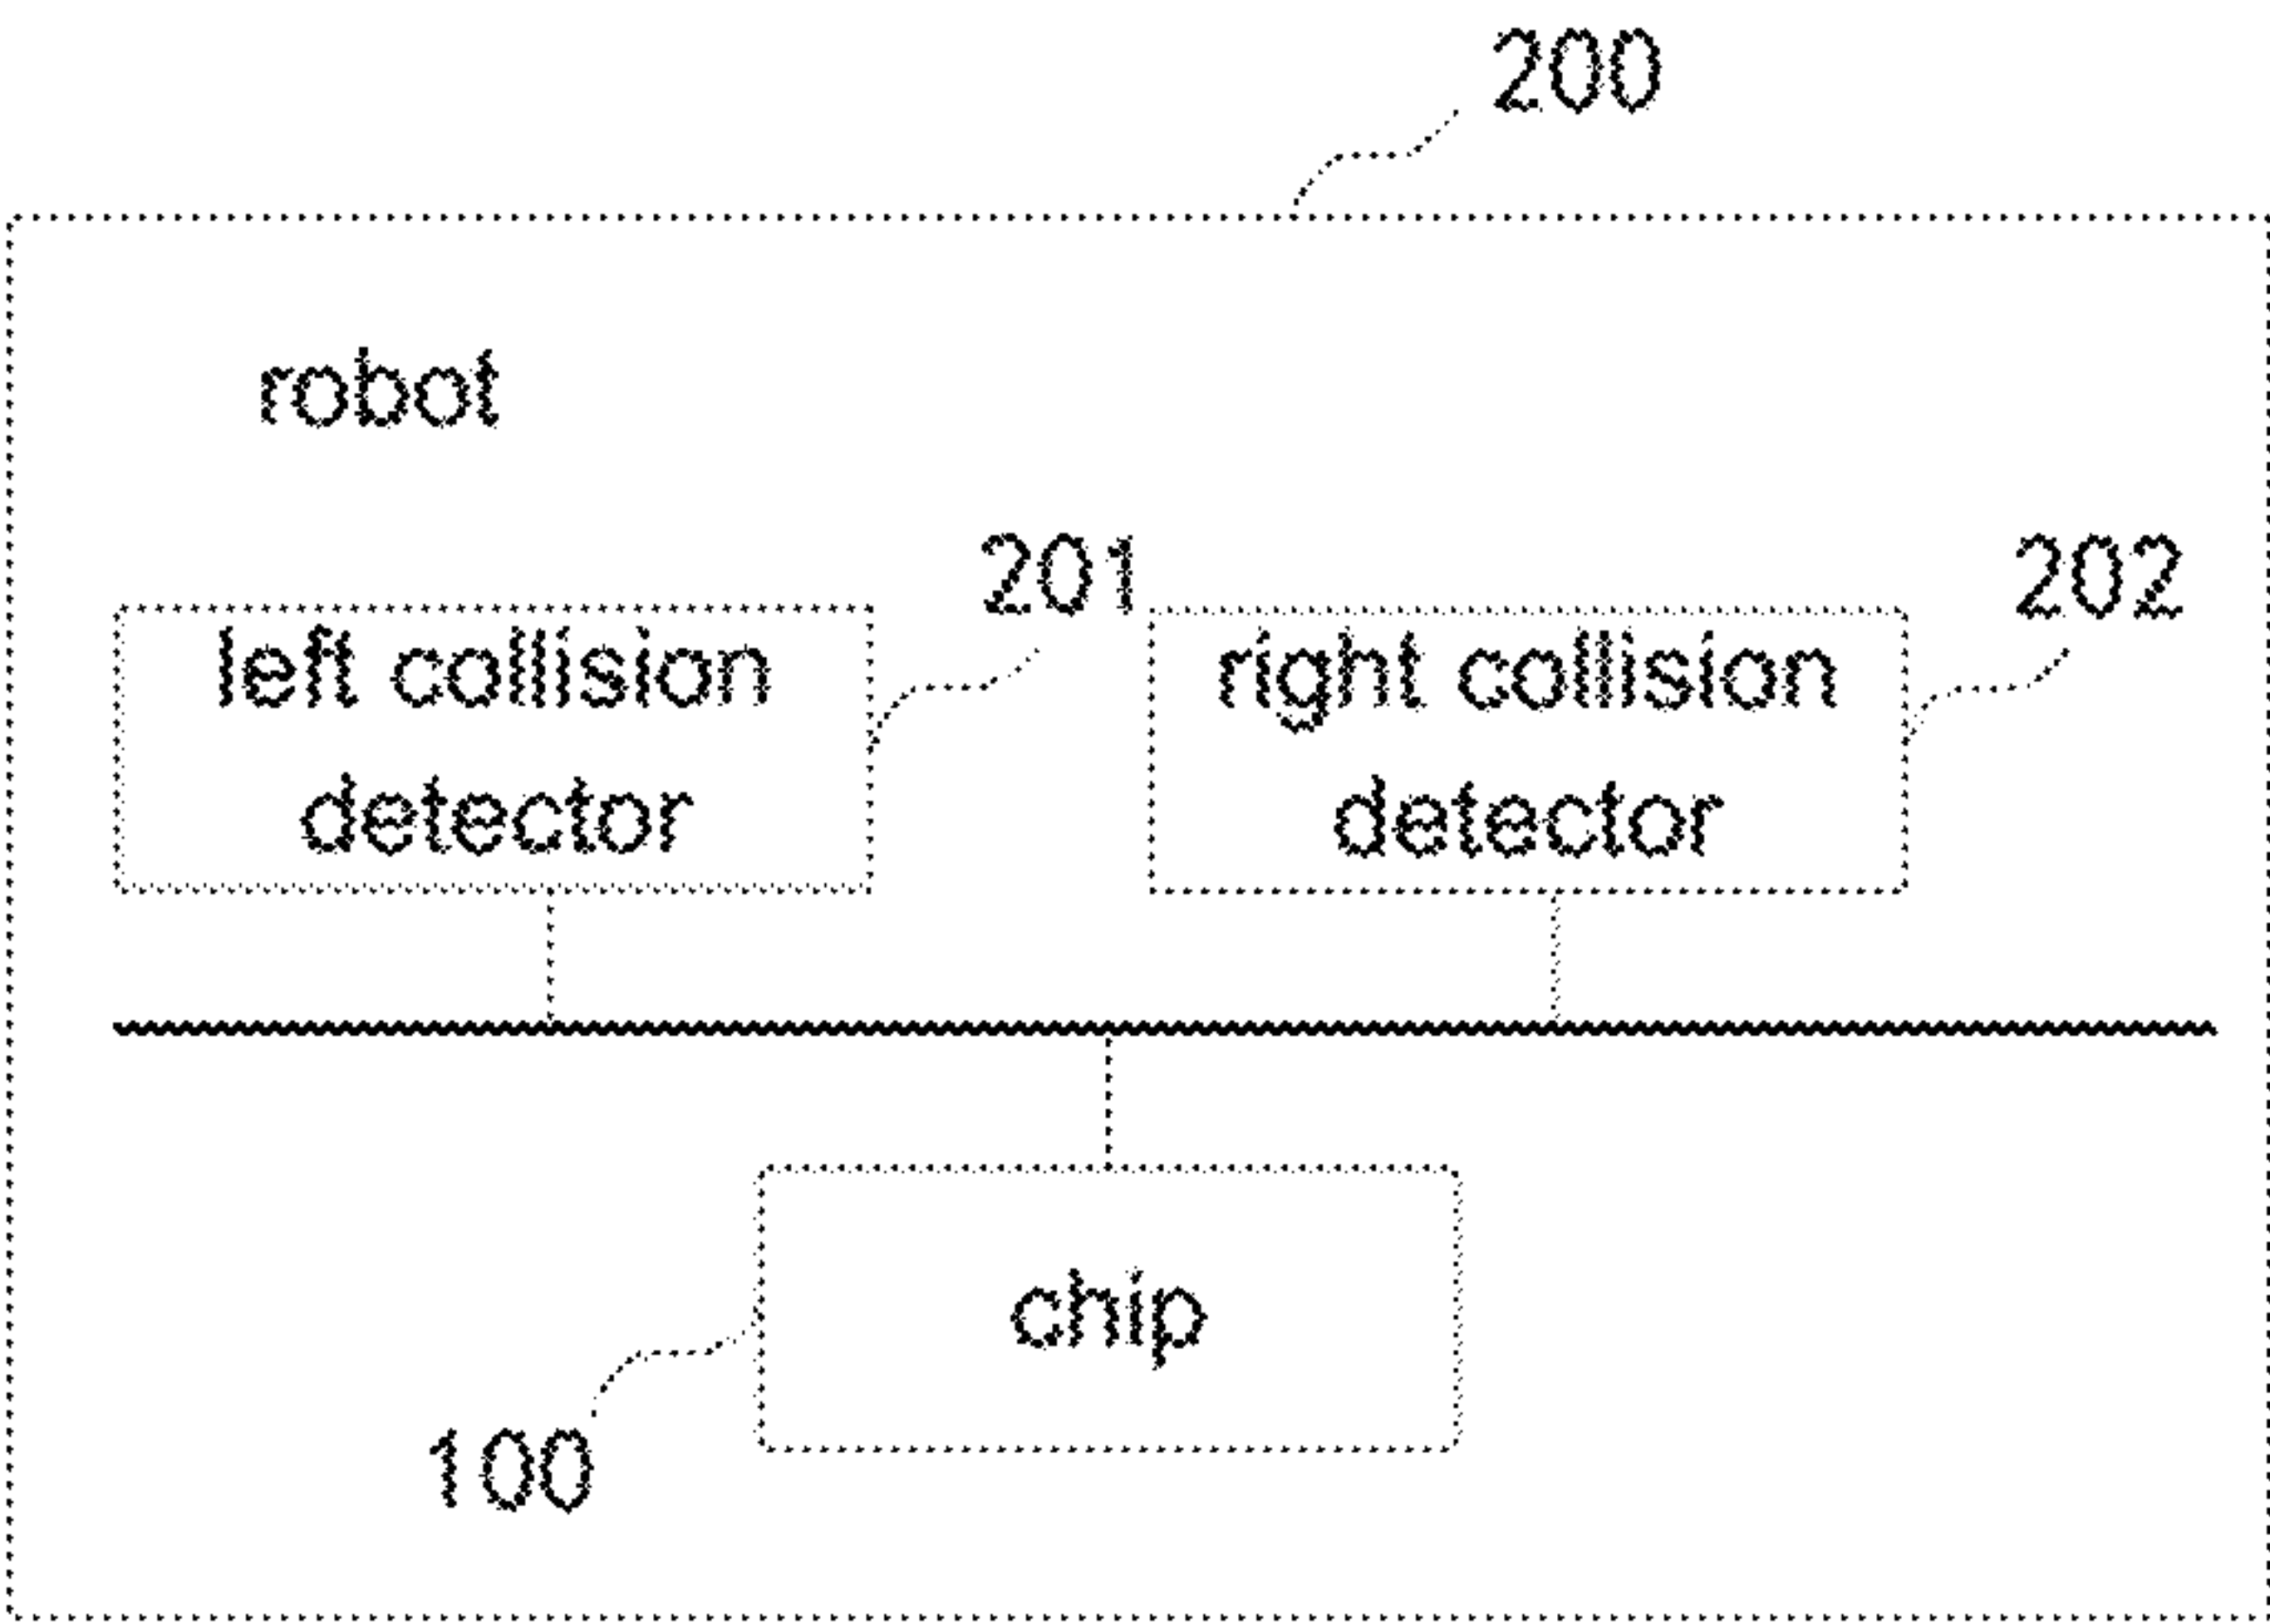 200
robot
201
202
left collision
detector
right collision
detector
chip
100